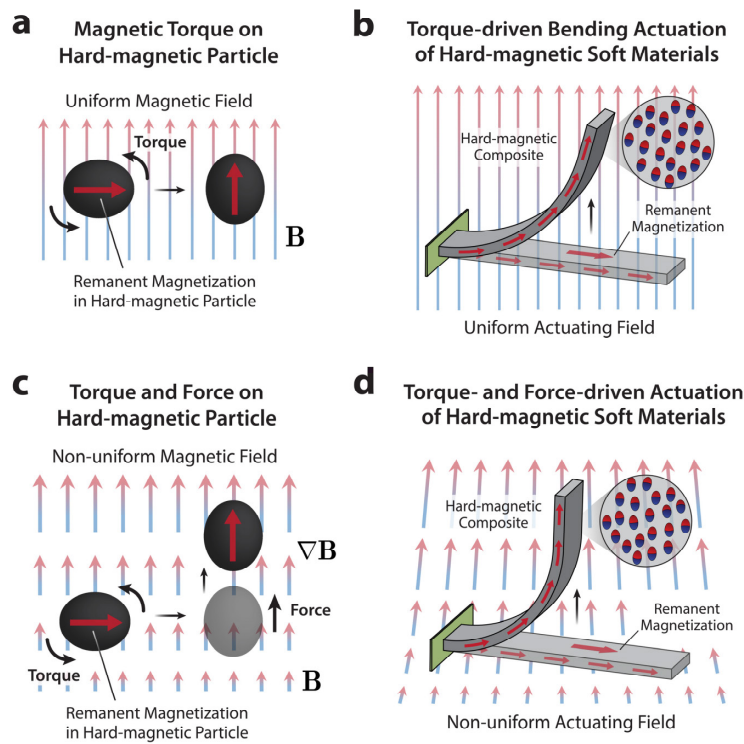 a
Magnetic Torque on
Hard-magnetic Particle
Uniform Magnetic Field
Torque
B
Remanent Magnetization
in Hard-magnetic Particle
b
Torque-driven Bending Actuation
of Hard-magnetic Soft Materials
Hard-magnetic
Composite
Remanent
Magnetization
Uniform Actuating Field
c
Torque and Force on
Hard-magnetic Particle
Non-uniform Magnetic Field
∇B
Force
Torque
B
Remanent Magnetization
in Hard-magnetic Particle
d
Torque- and Force-driven Actuation
of Hard-magnetic Soft Materials
Hard-magnetic
Composite
Remanent
Magnetization
Non-uniform Actuating Field